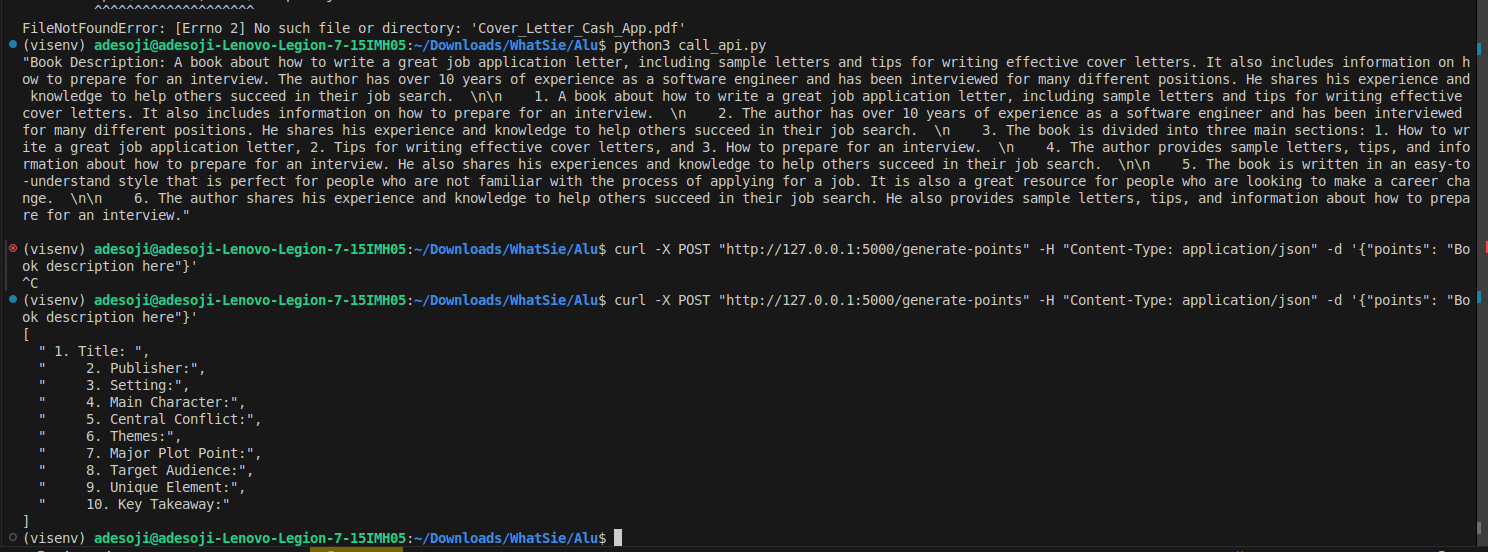 ^^^^^^^^^^^^^^^^^^^^
FileNotFoundError: [Errno 2] No such file or directory: 'Cover_Letter_Cash_App.pdf'
(visenv) adesoji@adesoji-Lenovo-Legion-7-15IMH05:~/Downloads/WhatSie/Alu$ python3 call_api.py
"Book Description: A book about how to write a great job application letter, including sample letters and tips for writing effective cover letters. It also includes information on h
ow to prepare for an interview. The author has over 10 years of experience as a software engineer and has been interviewed for many different positions. He shares his experience and
 knowledge to help others succeed in their job search.  \n\n    1. A book about how to write a great job application letter, including sample letters and tips for writing effective
cover letters. It also includes information on how to prepare for an interview.  \n    2. The author has over 10 years of experience as a software engineer and has been interviewed
for many different positions. He shares his experience and knowledge to help others succeed in their job search.  \n    3. The book is divided into three main sections: 1. How to wr
ite a great job application letter, 2. Tips for writing effective cover letters, and 3. How to prepare for an interview.  \n    4. The author provides sample letters, tips, and info
rmation about how to prepare for an interview. He also shares his experiences and knowledge to help others succeed in their job search.  \n\n    5. The book is written in an easy-to
-understand style that is perfect for people who are not familiar with the process of applying for a job. It is also a great resource for people who are looking to make a career cha
nge.  \n\n    6. The author shares his experience and knowledge to help others succeed in their job search. He also provides sample letters, tips, and information about how to prepa
re for an interview."
(visenv) adesoji@adesoji-Lenovo-Legion-7-15IMH05:~/Downloads/WhatSie/Alu$ curl -X POST "http://127.0.0.1:5000/generate-points" -H "Content-Type: application/json" -d '{"points": "Bo
ok description here"}'
^C
(visenv) adesoji@adesoji-Lenovo-Legion-7-15IMH05:~/Downloads/WhatSie/Alu$ curl -X POST "http://127.0.0.1:5000/generate-points" -H "Content-Type: application/json" -d '{"points": "Bo
ok description here"}'
[
  " 1. Title: ",
  "     2. Publisher:",
  "     3. Setting:",
  "     4. Main Character:",
  "     5. Central Conflict:",
  "     6. Themes:",
  "     7. Major Plot Point:",
  "     8. Target Audience:",
  "     9. Unique Element:",
  "     10. Key Takeaway:"
]
(visenv) adesoji@adesoji-Lenovo-Legion-7-15IMH05:~/Downloads/WhatSie/Alu$